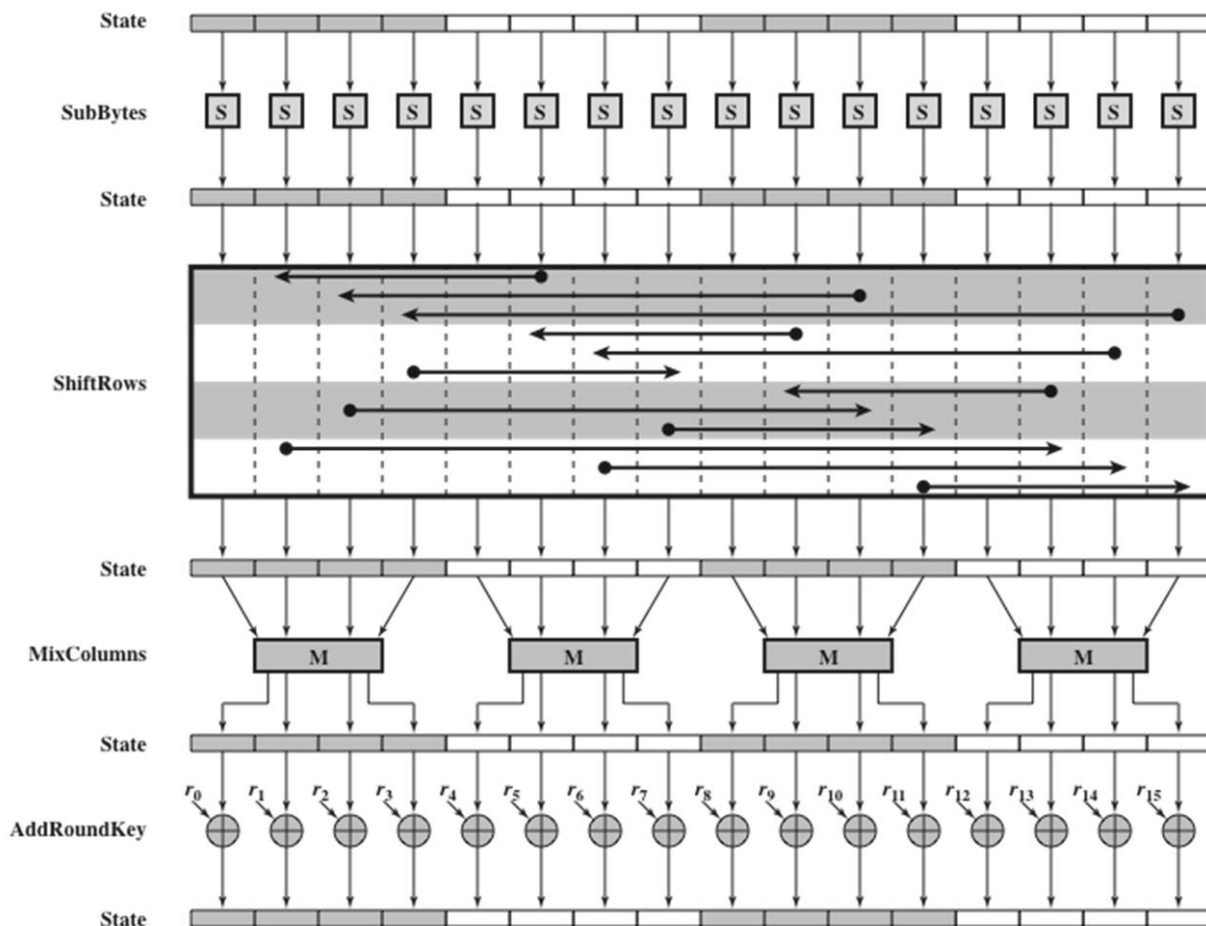 State
SubBytes S S S S S S S S S S S S S S S S
State
ShiftRows
State
MixColumns M M M M
State
r0 r1 r2 r3 r4 r5 r6 r7 r8 r9 r10 r11 r12 r13 r14 r15
AddRoundKey
State